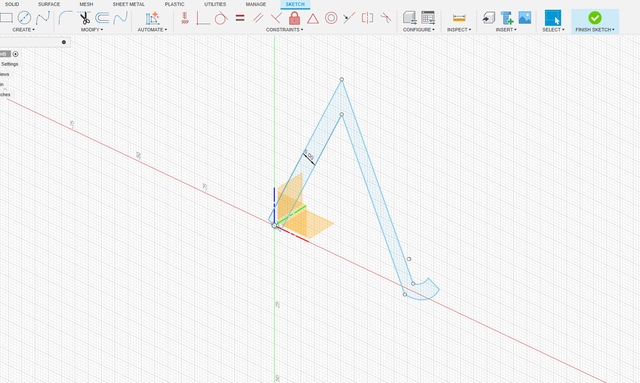 SOLID SURFACE MESH SHEET METAL PLASTIC UTILITIES MANAGE SKETCH
CREATE ▾ MODIFY ▾ AUTOMATE ▾ CONSTRAINTS ▾ CONFIGURE ▾ INSPECT ▾ INSERT ▾ SELECT ▾ FINISH SKETCH ▾
Settings
ews
in
ches